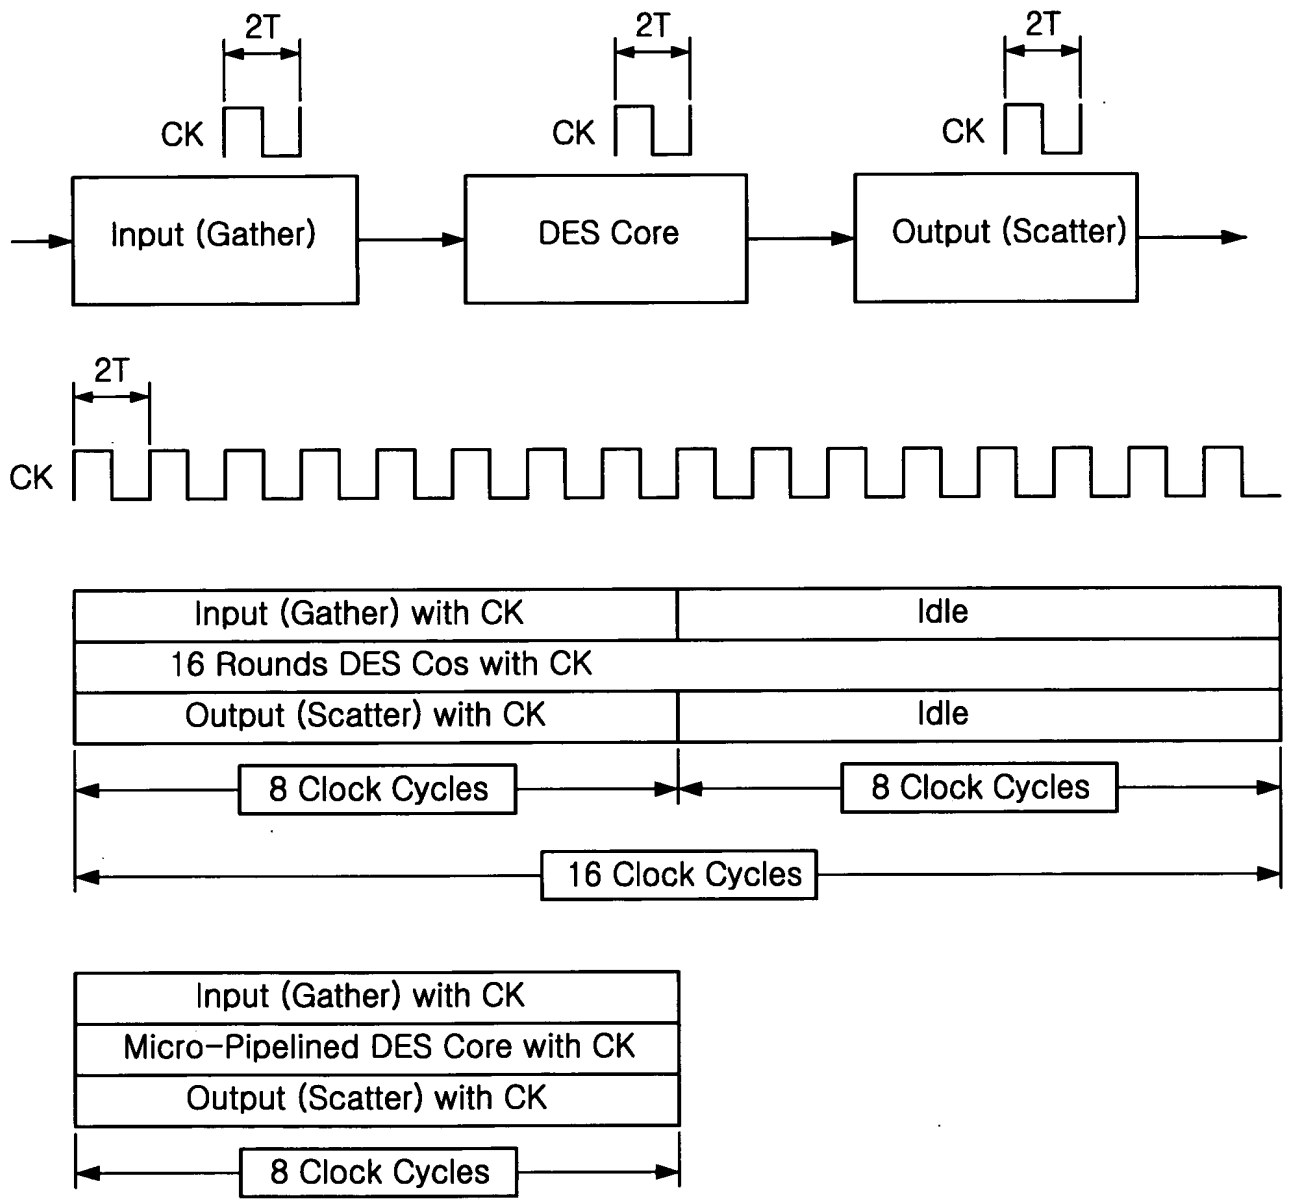 2T 2T 2T
CK CK CK
Input (Gather) DES Core Output (Scatter)
2T
CK
Input (Gather) with CK Idle
16 Rounds DES Cos with CK
Output (Scatter) with CK Idle
8 Clock Cycles 8 Clock Cycles
16 Clock Cycles
Input (Gather) with CK
Micro-Pipelined DES Core with CK
Output (Scatter) with CK
8 Clock Cycles